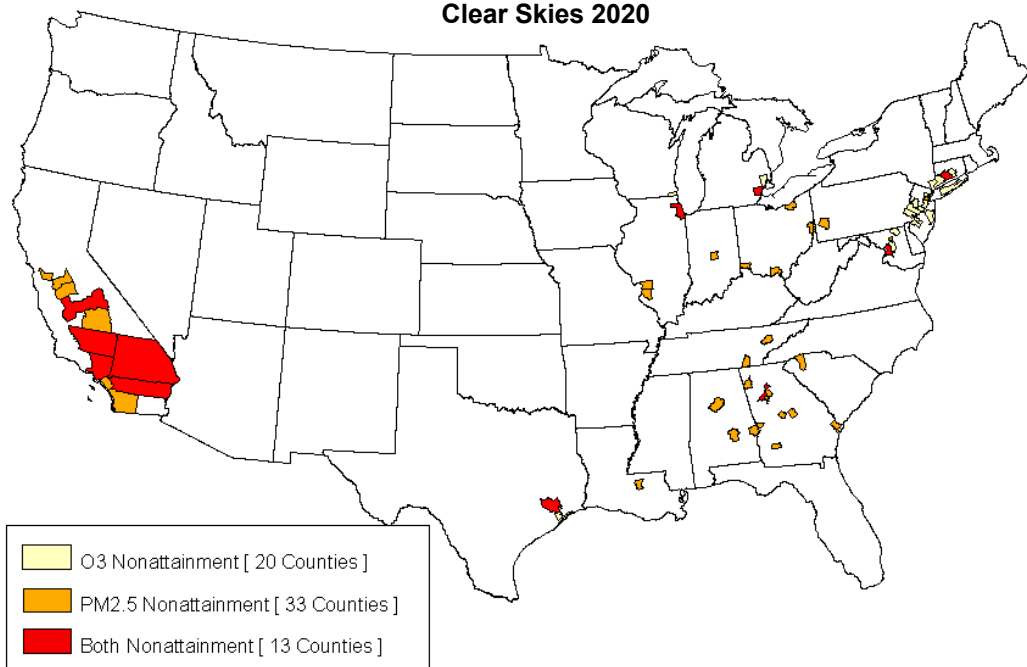 Clear Skies 2020
O3 Nonattainment [ 20 Counties ]
PM2.5 Nonattainment [ 33 Counties ]
Both Nonattainment [ 13 Counties ]